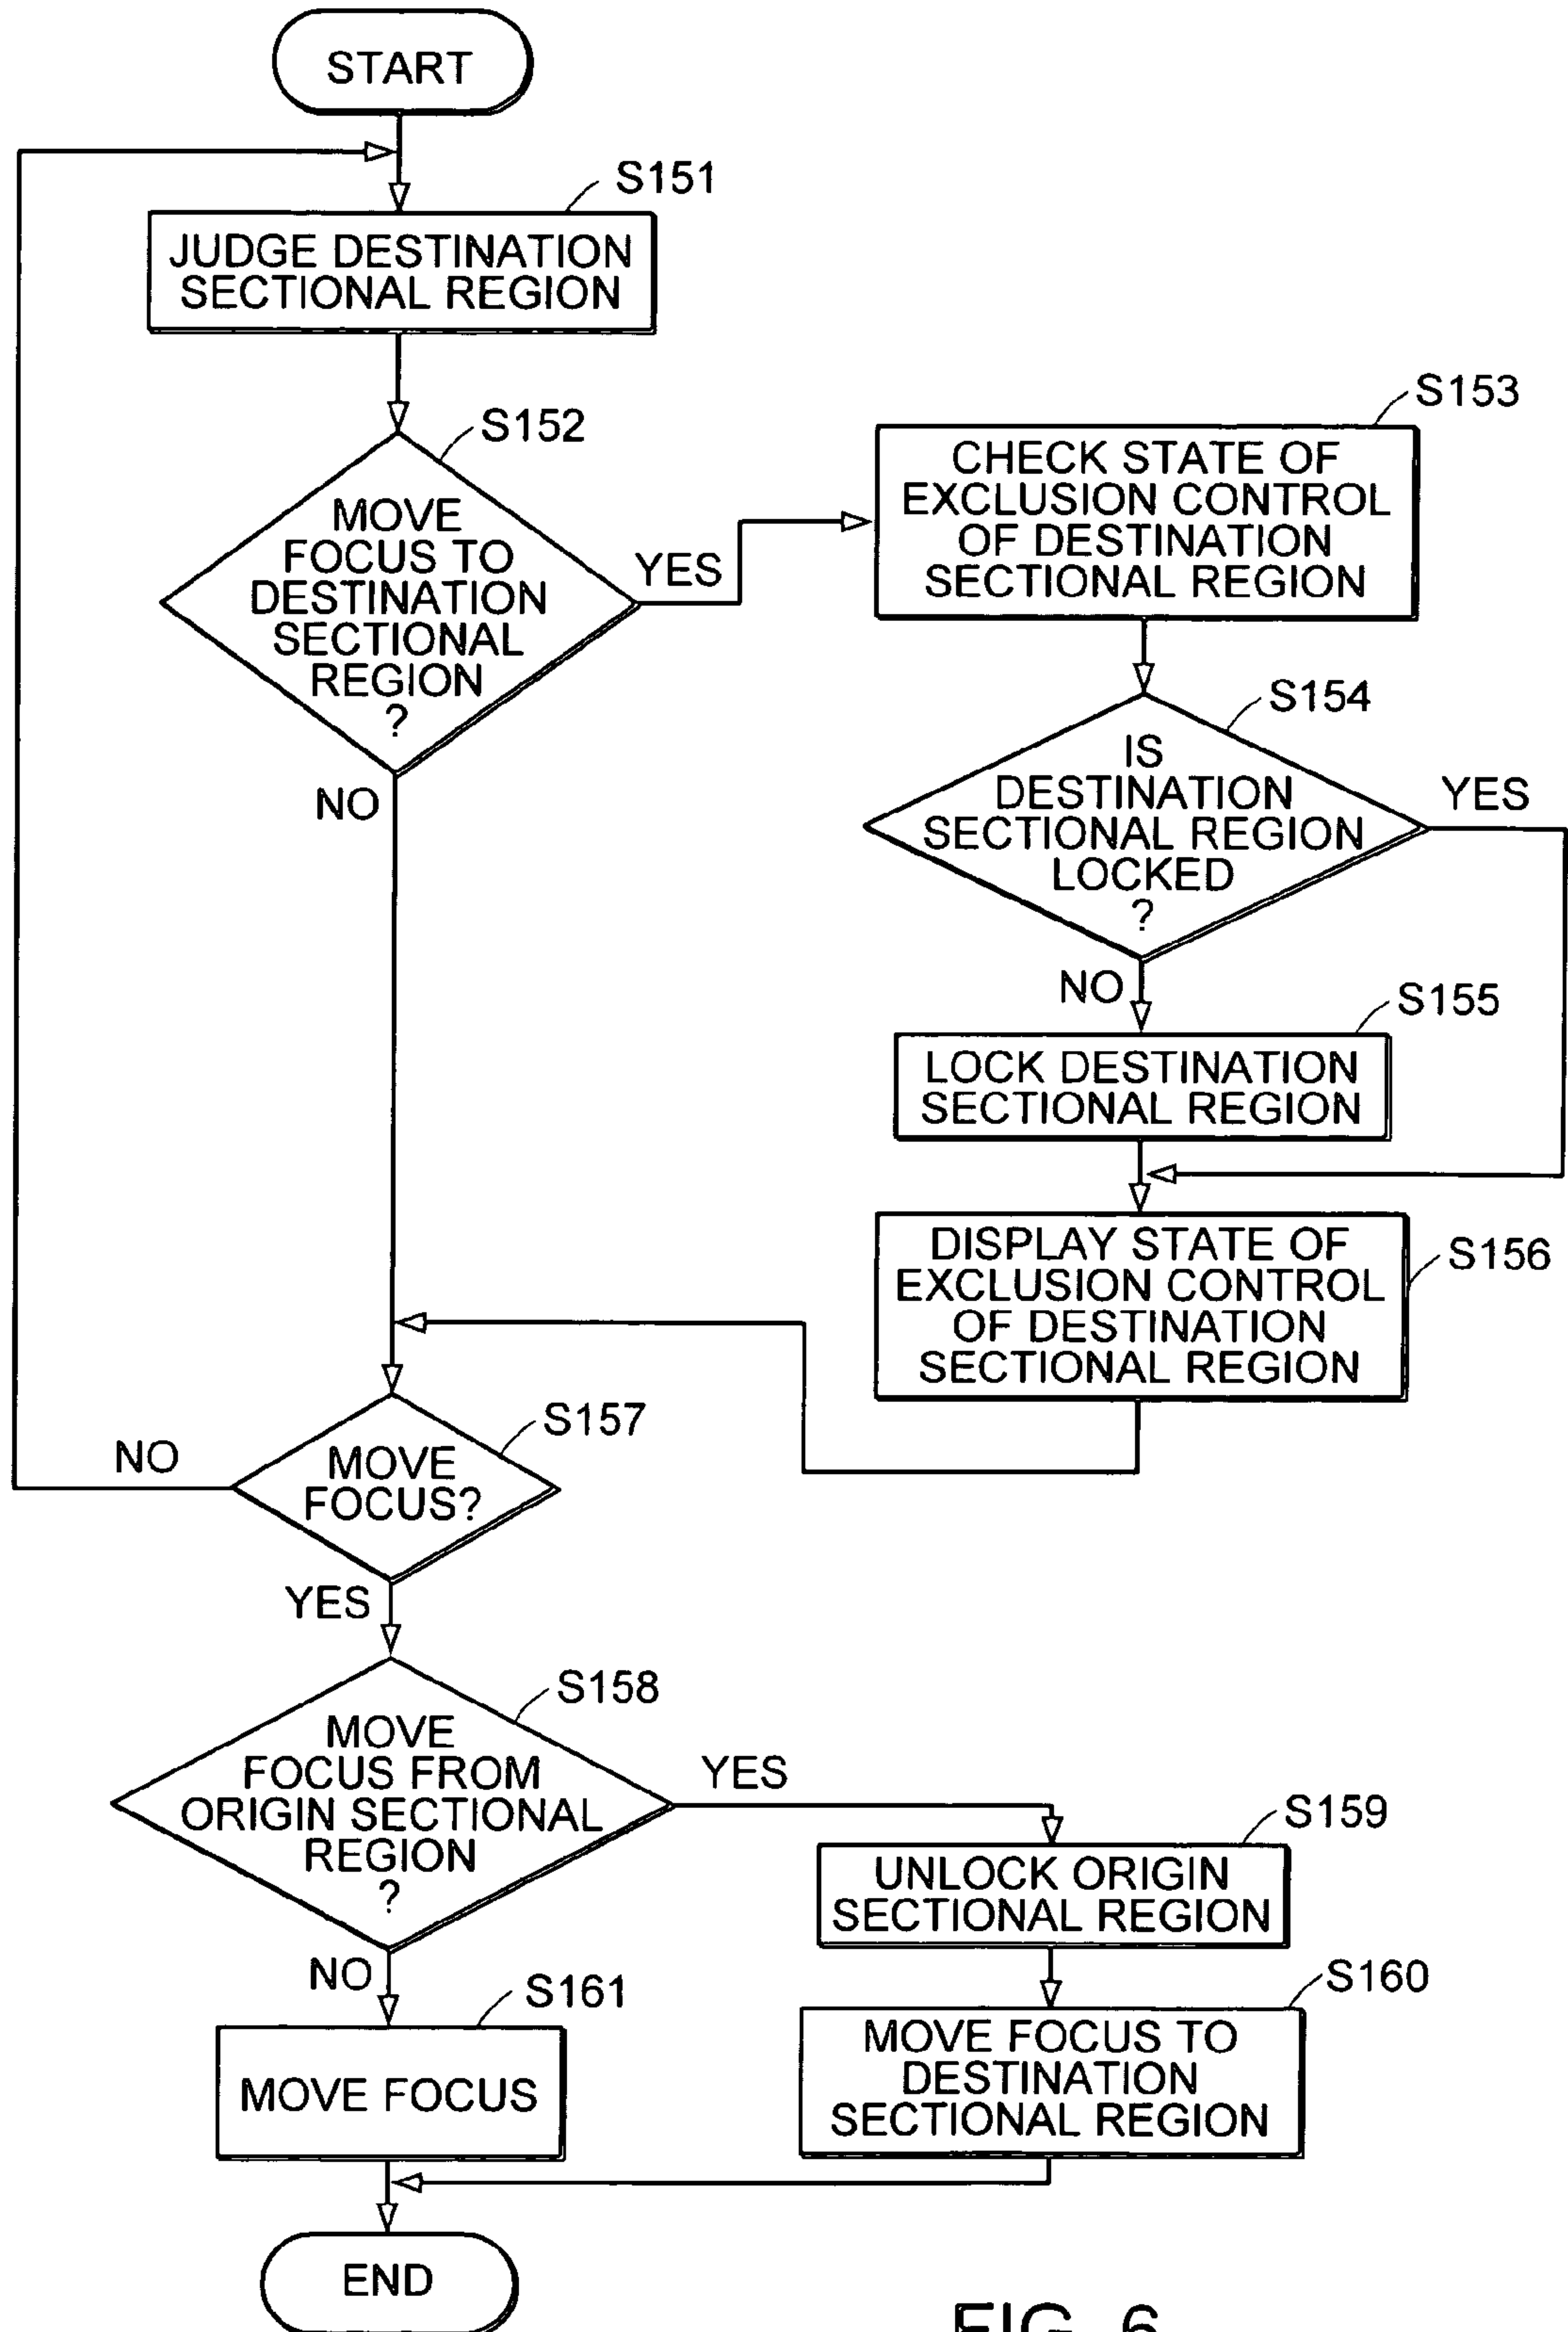 START
S151
JUDGE DESTINATION
SECTIONAL REGION
S152
MOVE
FOCUS TO
DESTINATION
SECTIONAL
REGION
?
YES
NO
S153
CHECK STATE OF
EXCLUSION CONTROL
OF DESTINATION
SECTIONAL REGION
S154
IS
DESTINATION
SECTIONAL REGION
LOCKED
?
YES
NO
S155
LOCK DESTINATION
SECTIONAL REGION
S156
DISPLAY STATE OF
EXCLUSION CONTROL
OF DESTINATION
SECTIONAL REGION
S157
MOVE
FOCUS?
NO
YES
S158
MOVE
FOCUS FROM
ORIGIN SECTIONAL
REGION
?
YES
NO
S159
UNLOCK ORIGIN
SECTIONAL REGION
S160
MOVE FOCUS TO
DESTINATION
SECTIONAL REGION
S161
MOVE FOCUS
END
FIG. 6